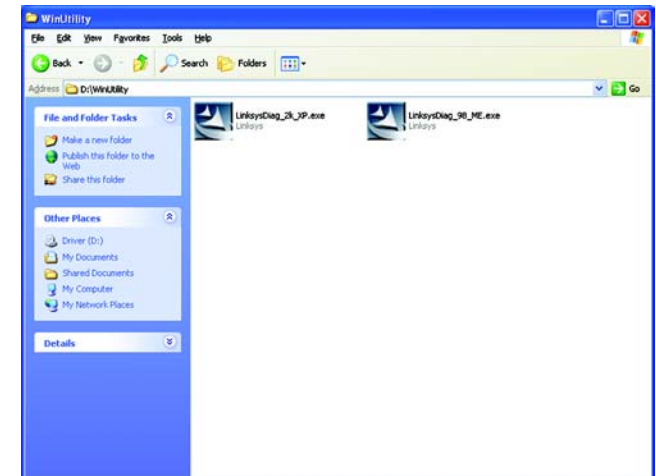 WinUtility
File Edit View Favorites Tools Help
Back Search Folders
Address D:\WinUtility Go
File and Folder Tasks
Make a new folder
Publish this folder to the
Web
Share this folder
Other Places
Driver (D:)
My Documents
Shared Documents
My Computer
My Network Places
Details
LinksysDiag_2k_XP.exe
Linksys
LinksysDiag_98_ME.exe
Linksys